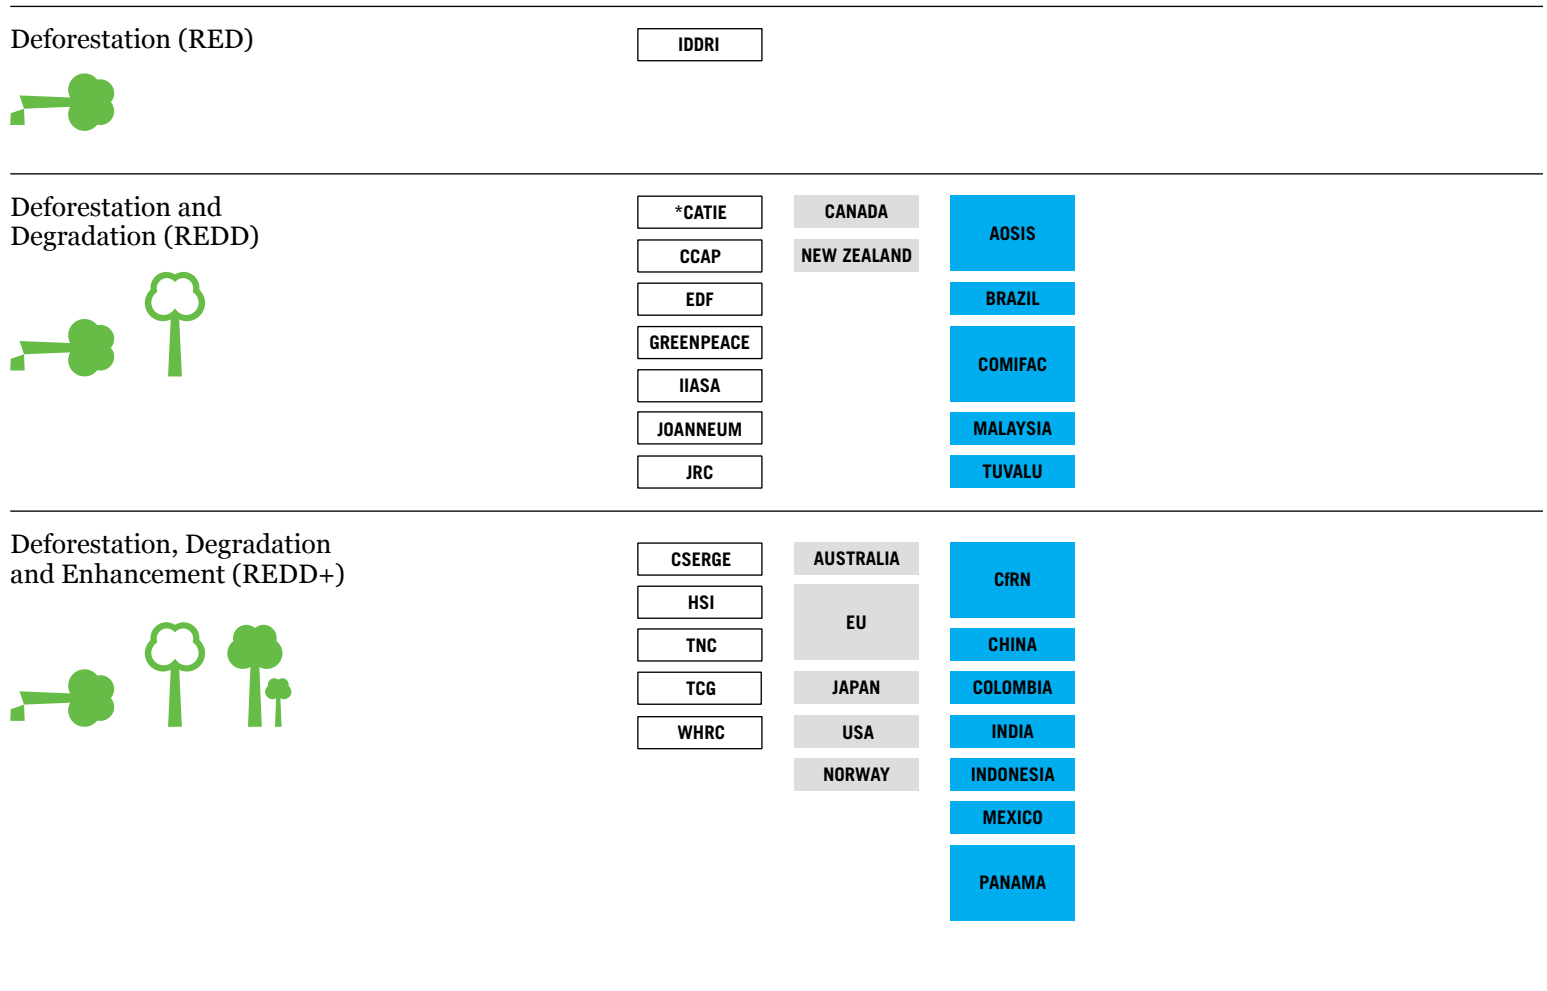 Deforestation (RED)
IDDRI
Deforestation and
Degradation (REDD)
*CATIE
CCAP
EDF
GREENPEACE
IIASA
JOANNEUM
JRC
CANADA
NEW ZEALAND
AOSIS
BRAZIL
COMIFAC
MALAYSIA
TUVALU
Deforestation, Degradation
and Enhancement (REDD+)
CSERGE
HSI
TNC
TCG
WHRC
AUSTRALIA
EU
JAPAN
USA
NORWAY
CfRN
CHINA
COLOMBIA
INDIA
INDONESIA
MEXICO
PANAMA